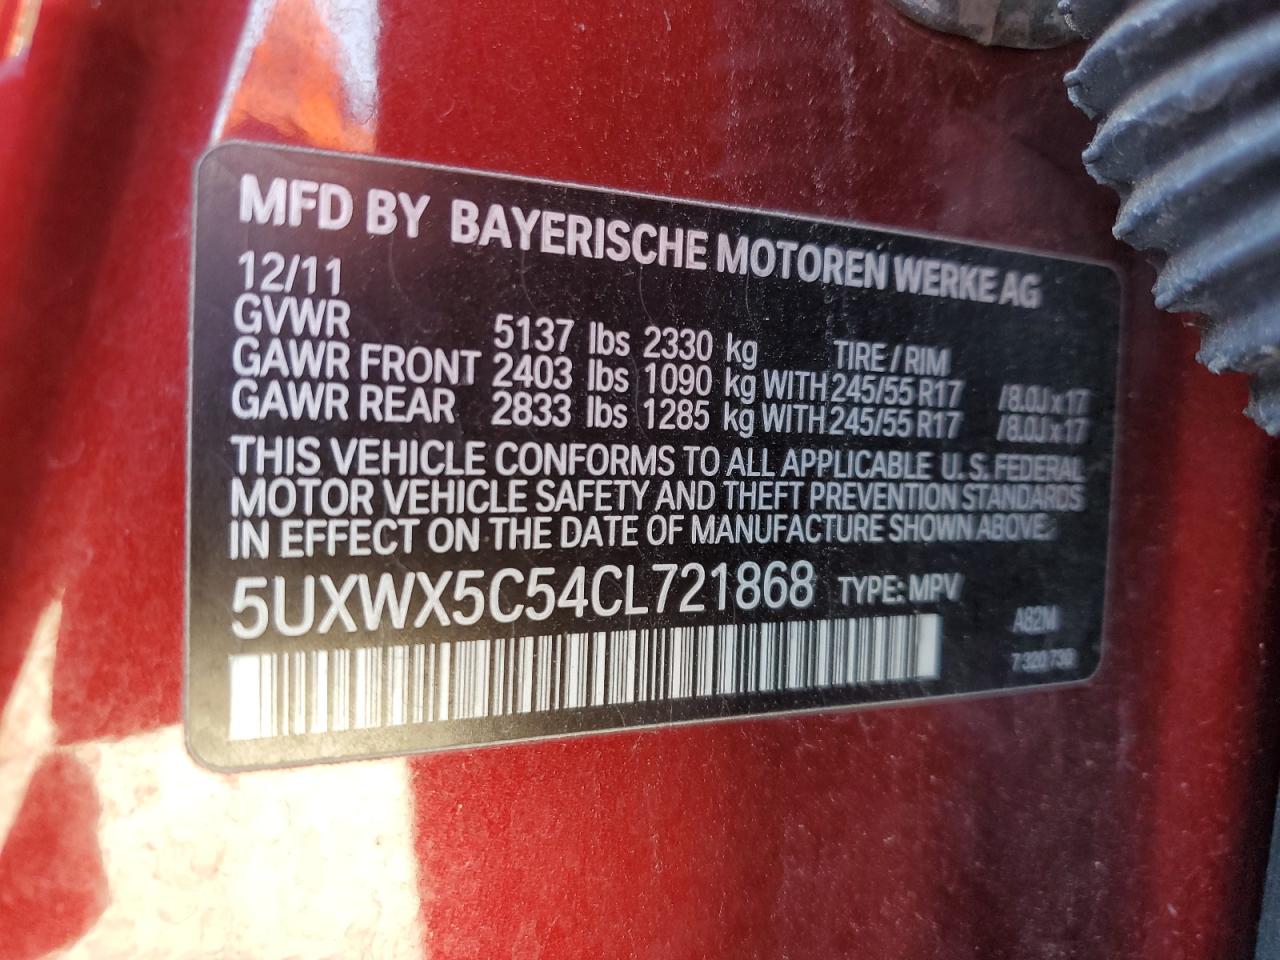 MFD BY BAYERISCHE MOTOREN WERKE AG
12/11
GVWR 5137 lbs 2330 kg TIRE / RIM
GAWR FRONT 2403 lbs 1090 kg WITH 245/55 R17 /8.0J x 17
GAWR REAR 2833 lbs 1285 kg WITH 245/55 R17 /8.0J x 17
THIS VEHICLE CONFORMS TO ALL APPLICABLE U. S. FEDERAL
MOTOR VEHICLE SAFETY AND THEFT PREVENTION STANDARDS
IN EFFECT ON THE DATE OF MANUFACTURE SHOWN ABOVE:
5UXWX5C54CL721868 TYPE: MPV
A82M
7 320 730